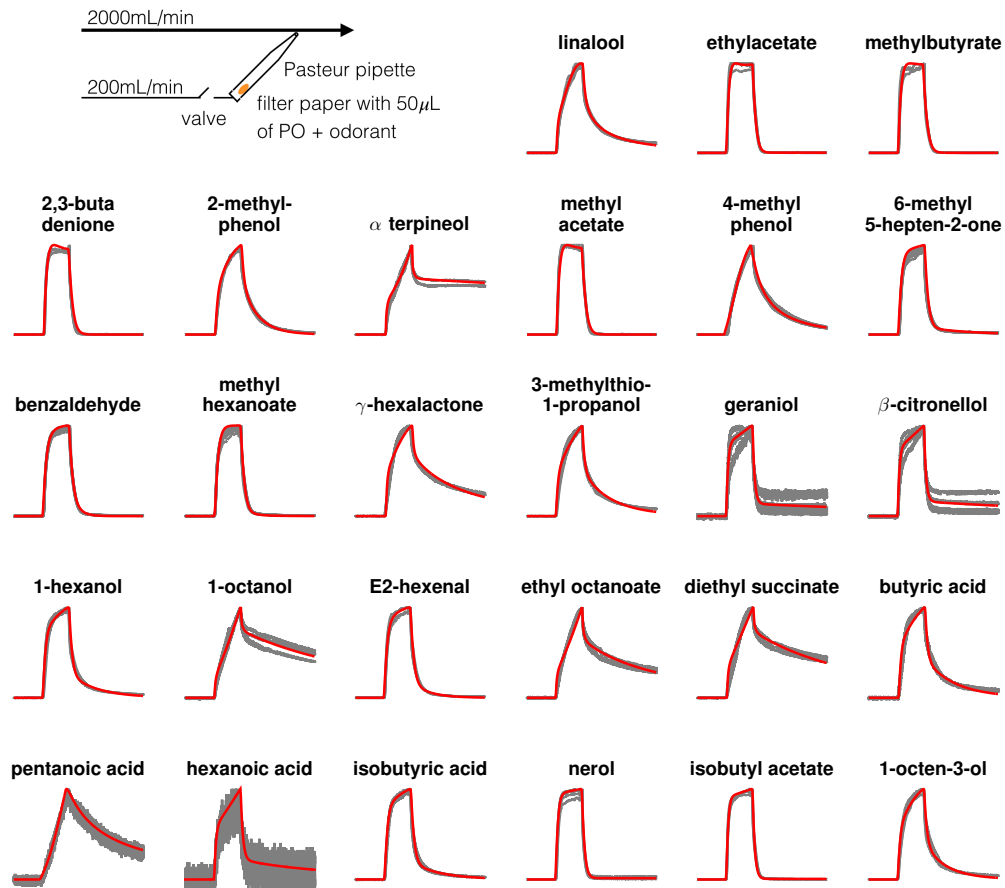 2000mL/min
Pasteur pipette
200mL/min
filter paper with 50μL
valve
of PO + odorant
linalool
ethylacetate
methylbutyrate
2,3-buta
denione
2-methyl-
phenol
α terpineol
methyl
acetate
4-methyl
phenol
6-methyl
5-hepten-2-one
benzaldehyde
methyl
hexanoate
γ-hexalactone
3-methylthio-
1-propanol
geraniol
β-citronellol
1-hexanol
1-octanol
E2-hexenal
ethyl octanoate
diethyl succinate
butyric acid
pentanoic acid
hexanoic acid
isobutyric acid
nerol
isobutyl acetate
1-octen-3-ol